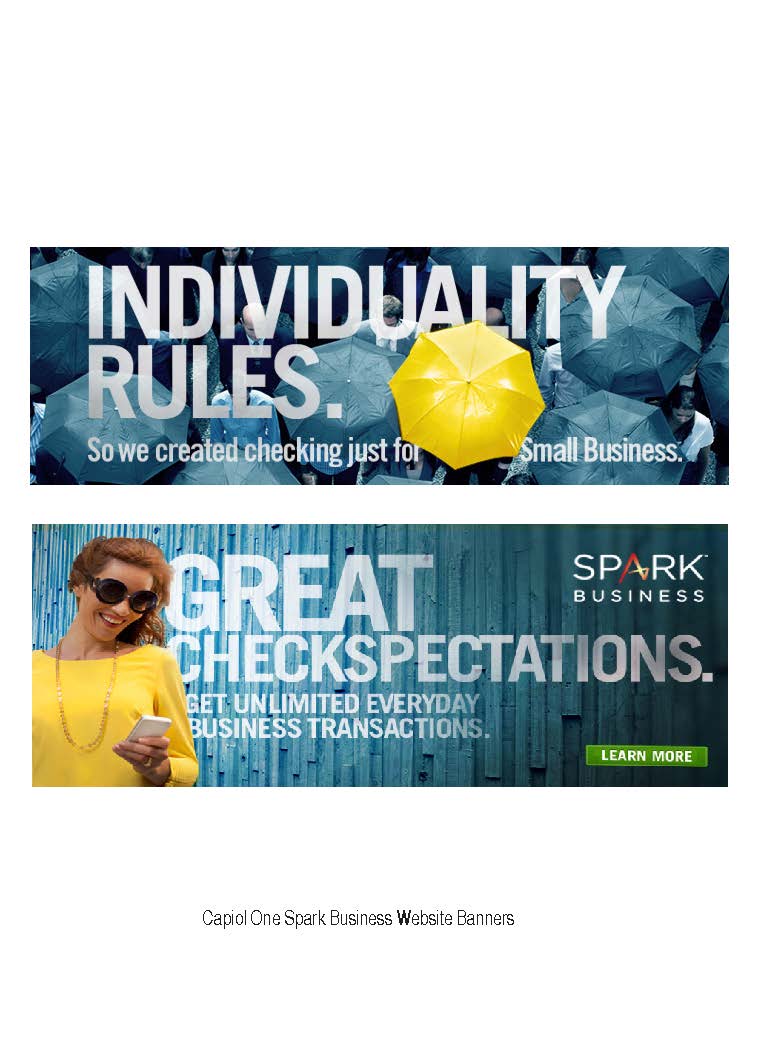 INDIVIDUALITY
RULES.
So we created checking just for Small Business.
GREAT
CHECKSPECTATIONS.
GET UNLIMITED EVERYDAY
BUSINESS TRANSACTIONS.
SPARK™
BUSINESS
LEARN MORE
Capiol One Spark Business Website Banners